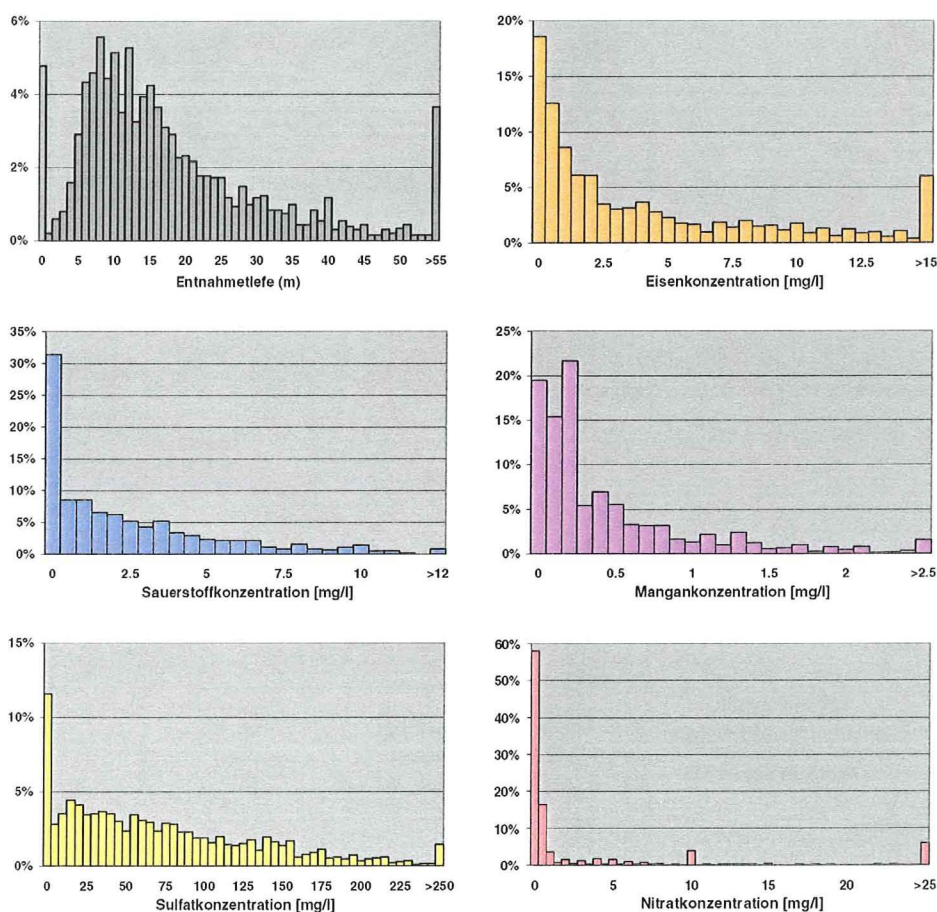 6%
4%
2%
0%
0 5 10 15 20 25 30 35 40 45 50 >55
Entnahmetlefe (m)
20%
15%
10%
5%
0%
0 2.5 5 7.5 10 12.5 >15
Eisenkonzentration [mg/l]
35%
30%
25%
20%
15%
10%
5%
0%
0 2.5 5 7.5 10 >12
Sauerstoffkonzentration [mg/l]
25%
20%
15%
10%
5%
0%
0 0.5 1 1.5 2 >2.5
Mangankonzentration [mg/l]
15%
10%
5%
0%
0 25 50 75 100 125 150 175 200 225 >250
Sulfatkonzentration [mg/l]
60%
50%
40%
30%
20%
10%
0%
0 5 10 15 20 >25
Nitratkonzentration [mg/l]